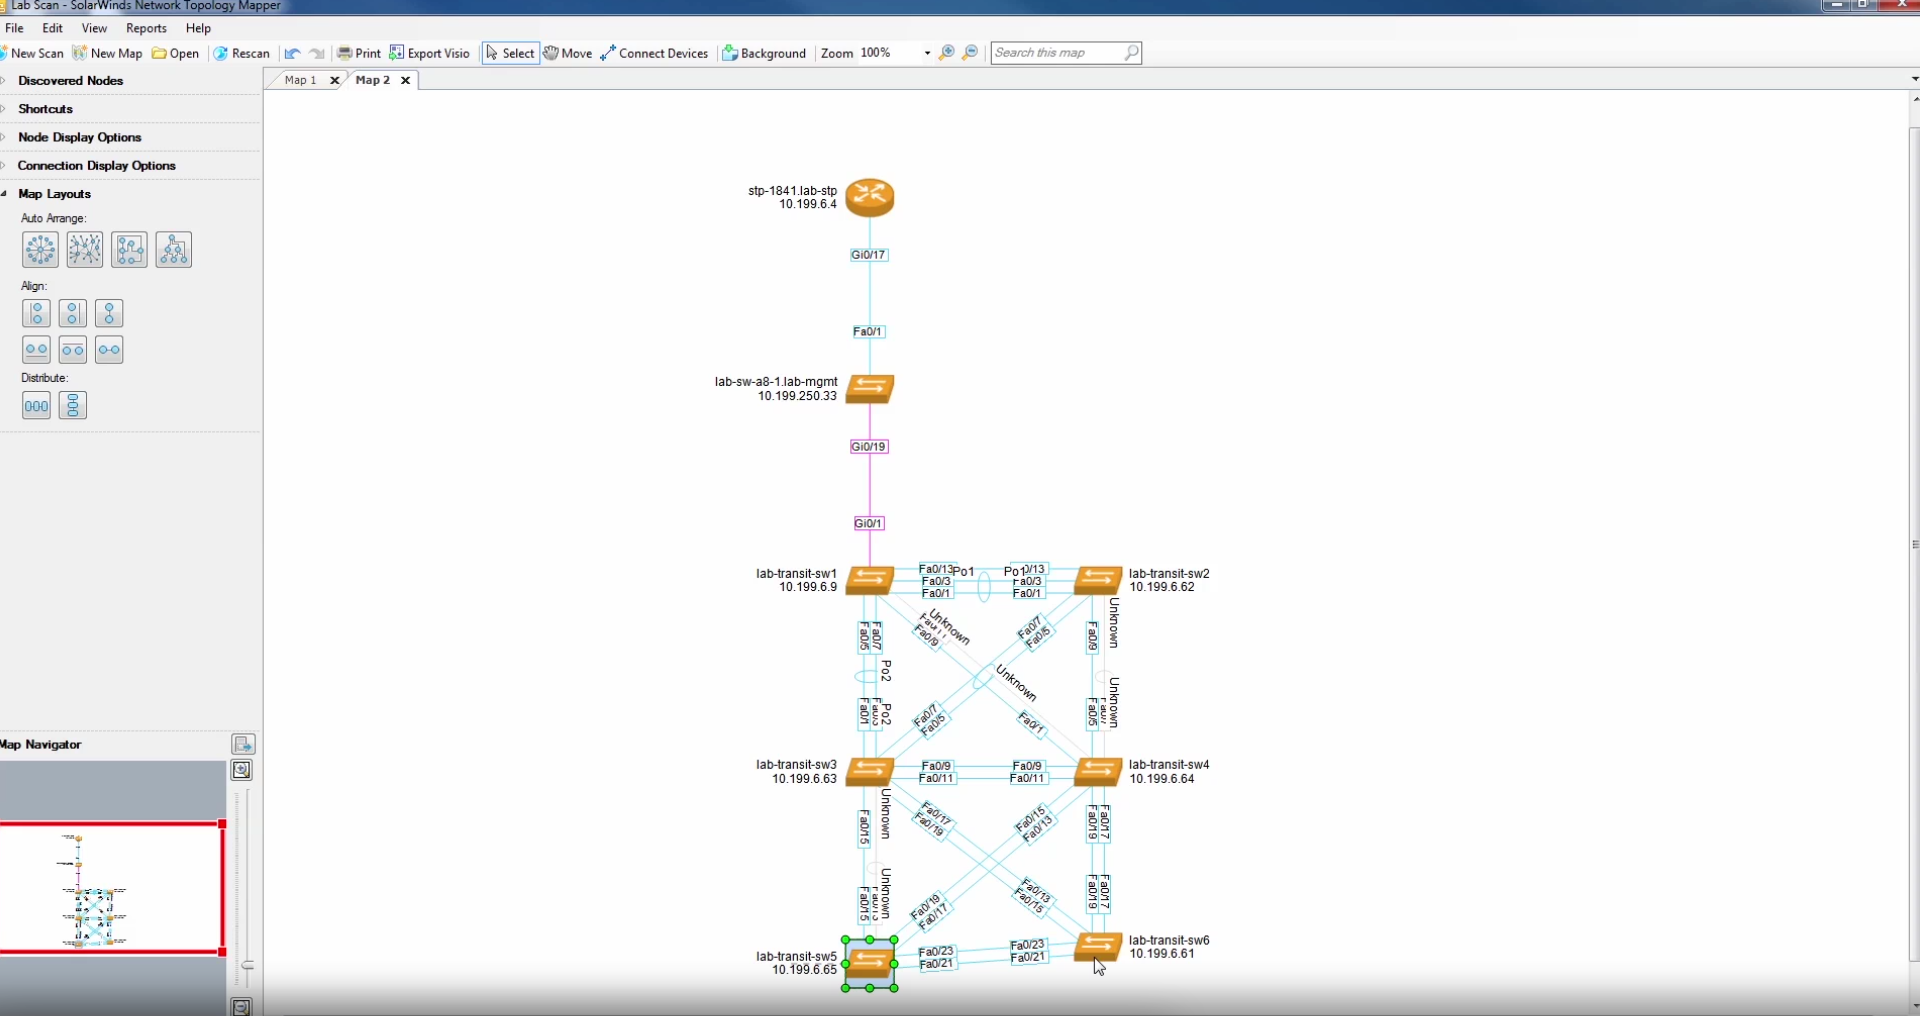 Lab Scan - SolarWinds Network Topology Mapper
File Edit View Reports Help
New Scan New Map Open Rescan Print Export Visio Select Move Connect Devices Background Zoom 100% Search this map
Discovered Nodes
Shortcuts
Node Display Options
Connection Display Options
Map Layouts
Auto Arrange:
Align:
Distribute:
Map Navigator
Map 1 Map 2
stp-1841.lab-stp
10.199.6.4
Gi0/17
Fa0/1
lab-sw-a8-1.lab-mgmt
10.199.250.33
Gi0/19
Gi0/1
lab-transit-sw1
10.199.6.9
Fa0/13 Po1 Po1 0/13
Fa0/3 Fa0/3
Fa0/1 Fa0/1
lab-transit-sw2
10.199.6.62
Unknown
Fa0/9
Fa0/7
Fa0/5
Fa0/5
Fa0/7
Fa0/9
Unknown
Po2
Unknown
Unknown
Fa0/1
Po2
Fa0/7
Fa0/5
Fa0/1
Fa0/5
lab-transit-sw3
10.199.6.63
Fa0/9 Fa0/9
Fa0/11 Fa0/11
lab-transit-sw4
10.199.6.64
Fa0/15
Unknown
Fa0/17
Fa0/19
Fa0/15
Fa0/13
Fa0/19
Fa0/17
Fa0/15
Unknown
Fa0/19
Fa0/17
Fa0/13
Fa0/15
Fa0/19
Fa0/17
lab-transit-sw5
10.199.6.65
Fa0/23 Fa0/23
Fa0/21 Fa0/21
lab-transit-sw6
10.199.6.61